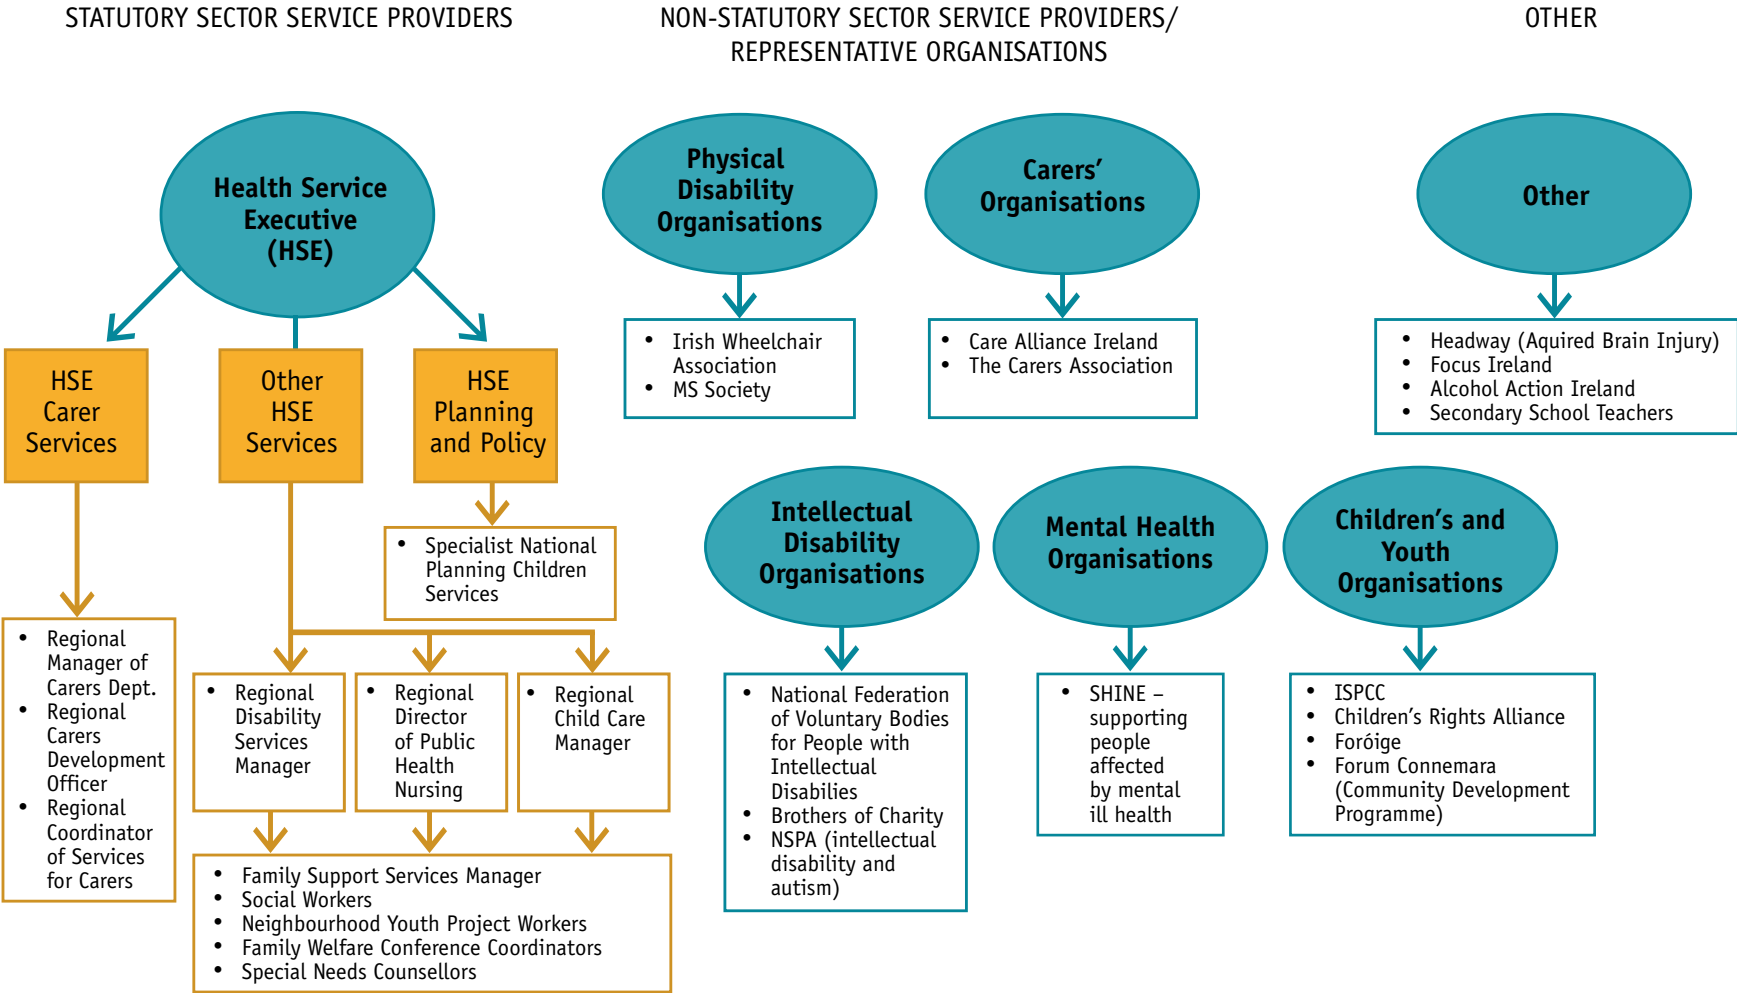 STATUTORY SECTOR SERVICE PROVIDERS
NON-STATUTORY SECTOR SERVICE PROVIDERS/
REPRESENTATIVE ORGANISATIONS
OTHER
Health Service
Executive
(HSE)
HSE
Carer
Services
Other
HSE
Services
HSE
Planning
and Policy
• Specialist National
Planning Children
Services
• Regional
Manager of
Carers Dept.
• Regional
Carers
Development
Officer
• Regional
Coordinator
of Services
for Carers
• Regional
Disability
Services
Manager
• Regional
Director
of Public
Health
Nursing
• Regional
Child Care
Manager
• Family Support Services Manager
• Social Workers
• Neighbourhood Youth Project Workers
• Family Welfare Conference Coordinators
• Special Needs Counsellors
Physical
Disability
Organisations
• Irish Wheelchair
Association
• MS Society
Carers’
Organisations
• Care Alliance Ireland
• The Carers Association
Other
• Headway (Aquired Brain Injury)
• Focus Ireland
• Alcohol Action Ireland
• Secondary School Teachers
Intellectual
Disability
Organisations
• National Federation
of Voluntary Bodies
for People with
Intellectual
Disabilies
• Brothers of Charity
• NSPA (intellectual
disability and
autism)
Mental Health
Organisations
• SHINE –
supporting
people
affected
by mental
ill health
Children’s and
Youth
Organisations
• ISPCC
• Children’s Rights Alliance
• Foróige
• Forum Connemara
(Community Development
Programme)